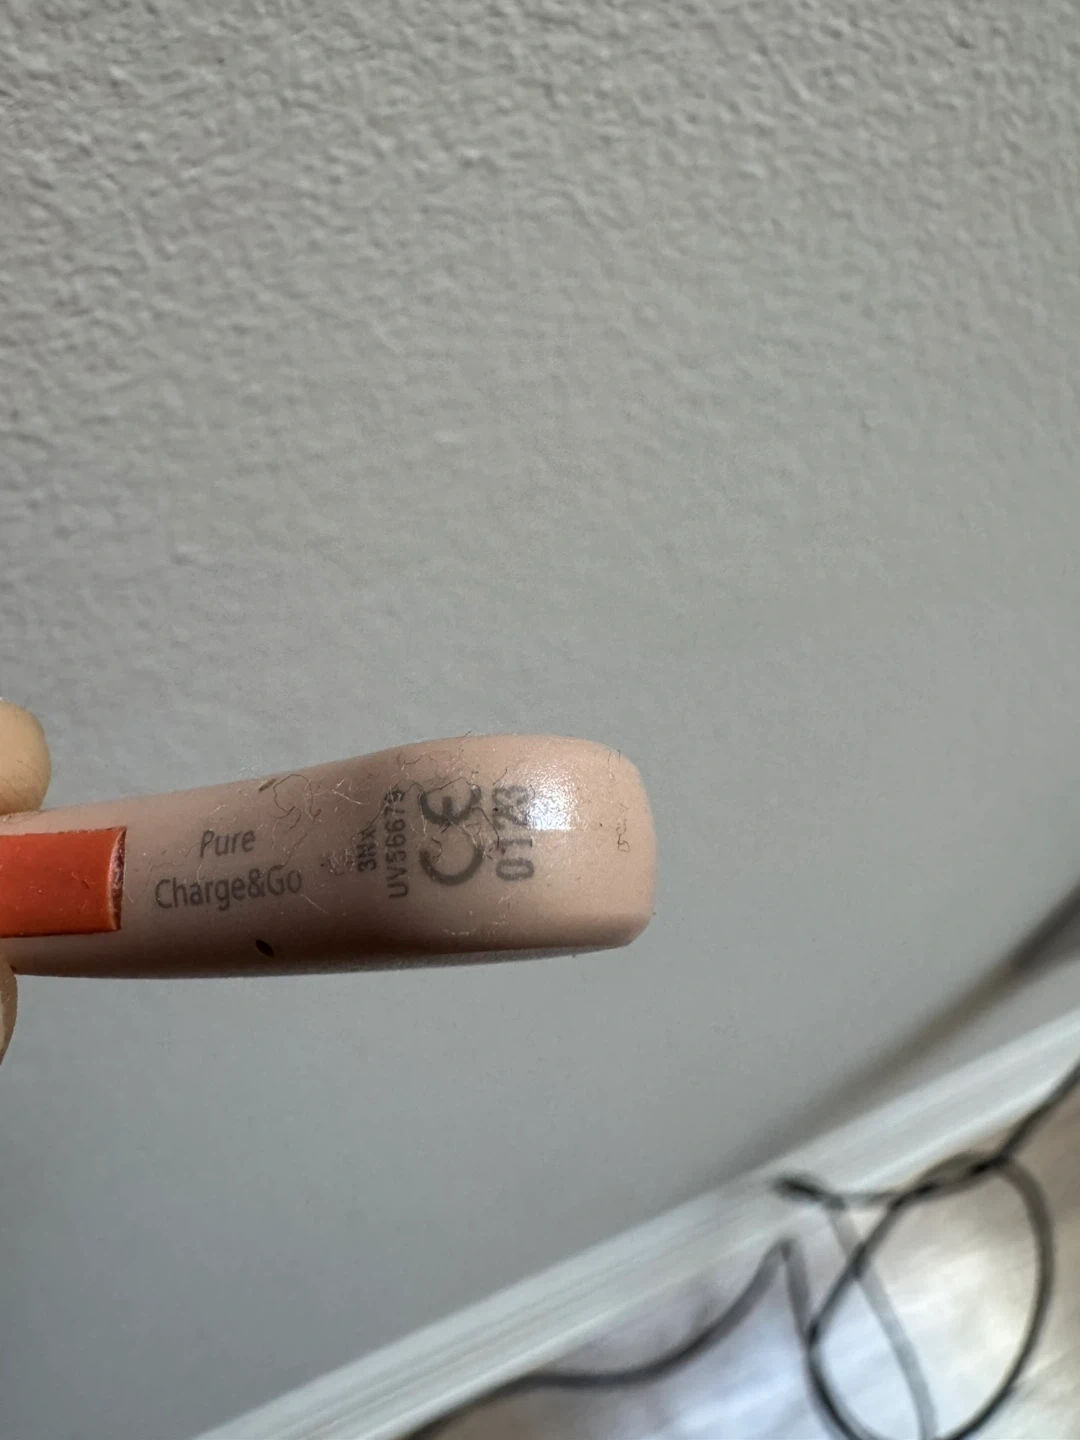 Pure
Charge&Go
3Nx
UV56679
CE
0123